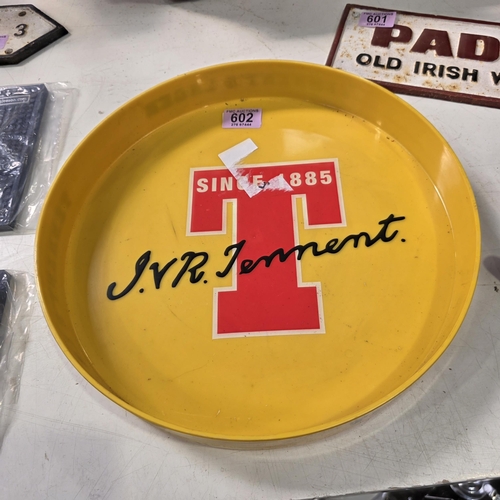 3
601
PAD
OLD IRISH W
602
SINCE 1885
T
J.V.R. Tennent.